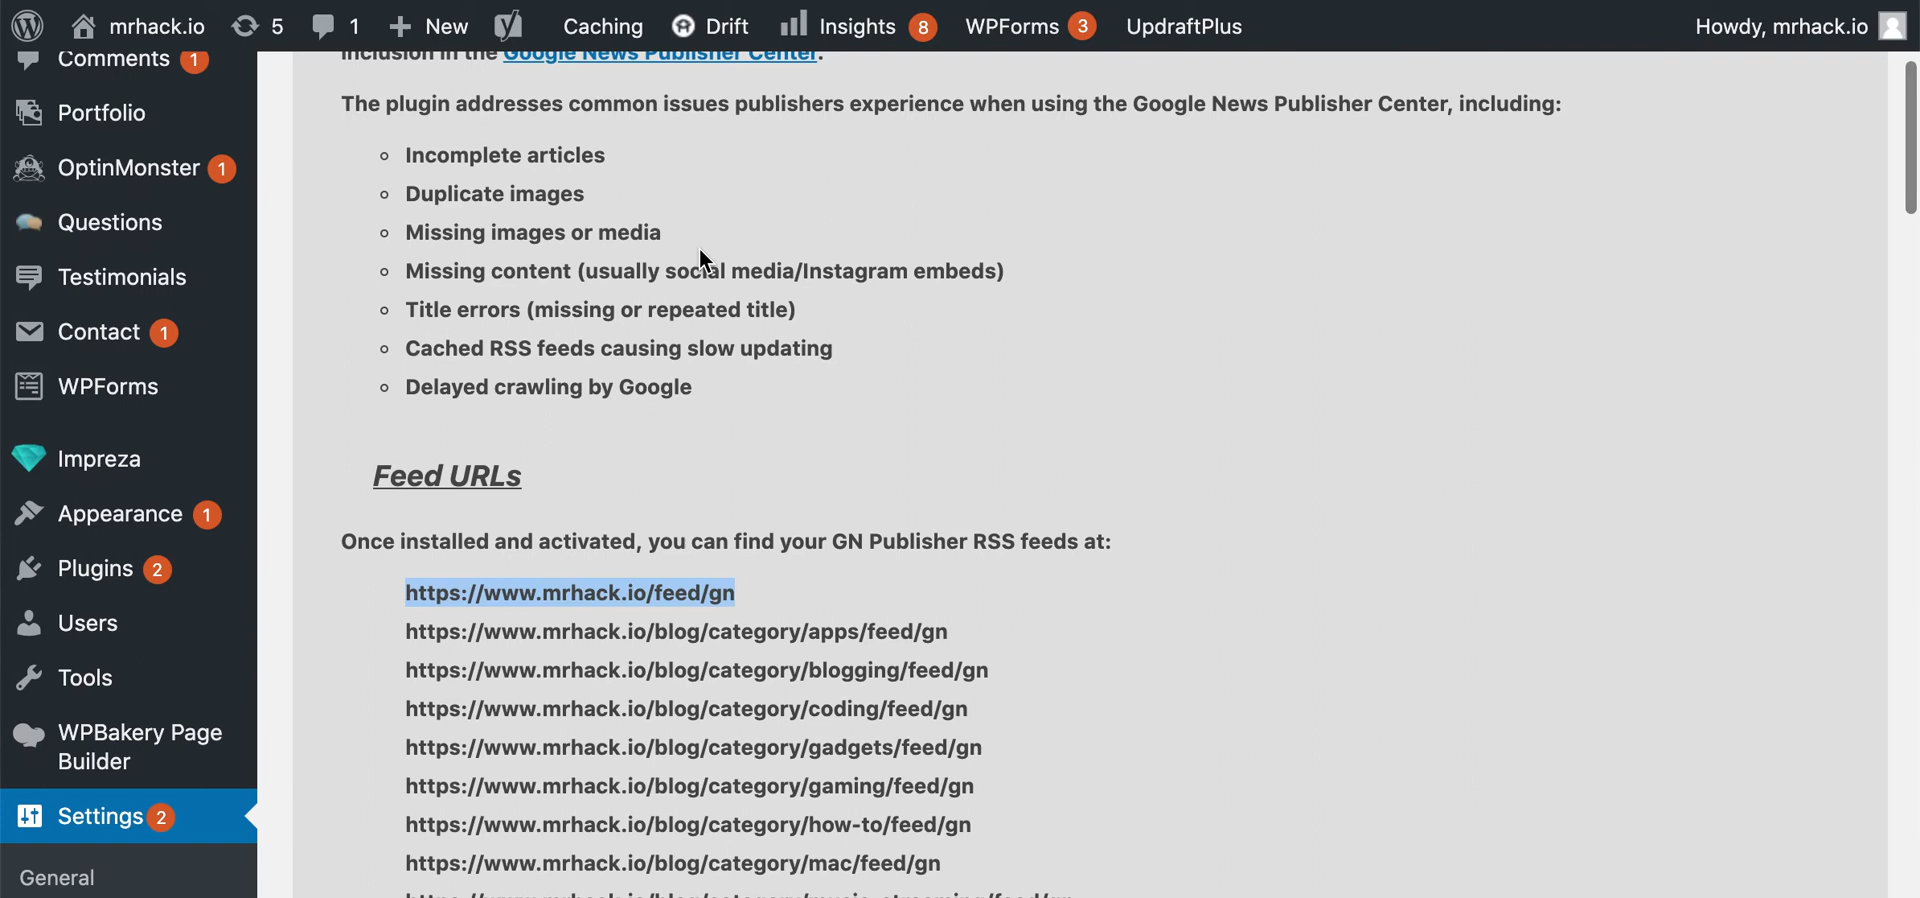 mrhack.io 5 1 New Caching Drift Insights 8 WPForms 3 UpdraftPlus Howdy, mrhack.io
Comments 1
Portfolio
OptinMonster 1
Questions
Testimonials
Contact 1
WPForms
Impreza
Appearance 1
Plugins 2
Users
Tools
WPBakery Page
Builder
Settings 2
General
inclusion in the Google News Publisher Center.
The plugin addresses common issues publishers experience when using the Google News Publisher Center, including:
Incomplete articles
Duplicate images
Missing images or media
Missing content (usually social media/Instagram embeds)
Title errors (missing or repeated title)
Cached RSS feeds causing slow updating
Delayed crawling by Google
Feed URLs
Once installed and activated, you can find your GN Publisher RSS feeds at:
https://www.mrhack.io/feed/gn
https://www.mrhack.io/blog/category/apps/feed/gn
https://www.mrhack.io/blog/category/blogging/feed/gn
https://www.mrhack.io/blog/category/coding/feed/gn
https://www.mrhack.io/blog/category/gadgets/feed/gn
https://www.mrhack.io/blog/category/gaming/feed/gn
https://www.mrhack.io/blog/category/how-to/feed/gn
https://www.mrhack.io/blog/category/mac/feed/gn